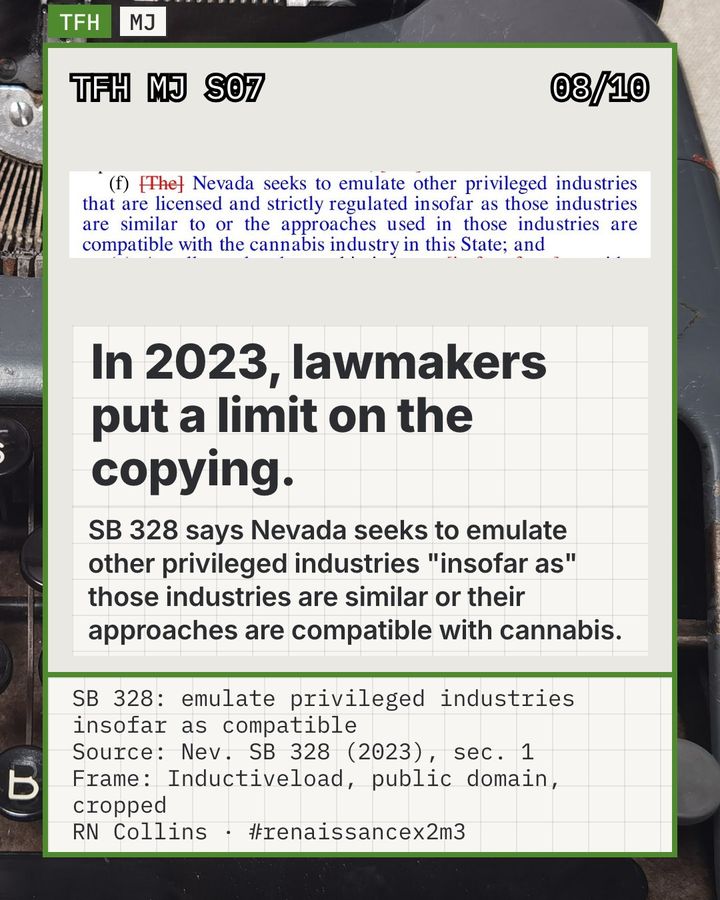 TFH MJ
TFH MJ S07
08/10
(f) [The] Nevada seeks to emulate other privileged industries
that are licensed and strictly regulated insofar as those industries
are similar to or the approaches used in those industries are
compatible with the cannabis industry in this State; and
In 2023, lawmakers
put a limit on the
copying.
SB 328 says Nevada seeks to emulate
other privileged industries "insofar as"
those industries are similar or their
approaches are compatible with cannabis.
SB 328: emulate privileged industries
insofar as compatible
Source: Nev. SB 328 (2023), sec. 1
Frame: Inductiveload, public domain,
cropped
RN Collins · #renaissancex2m3